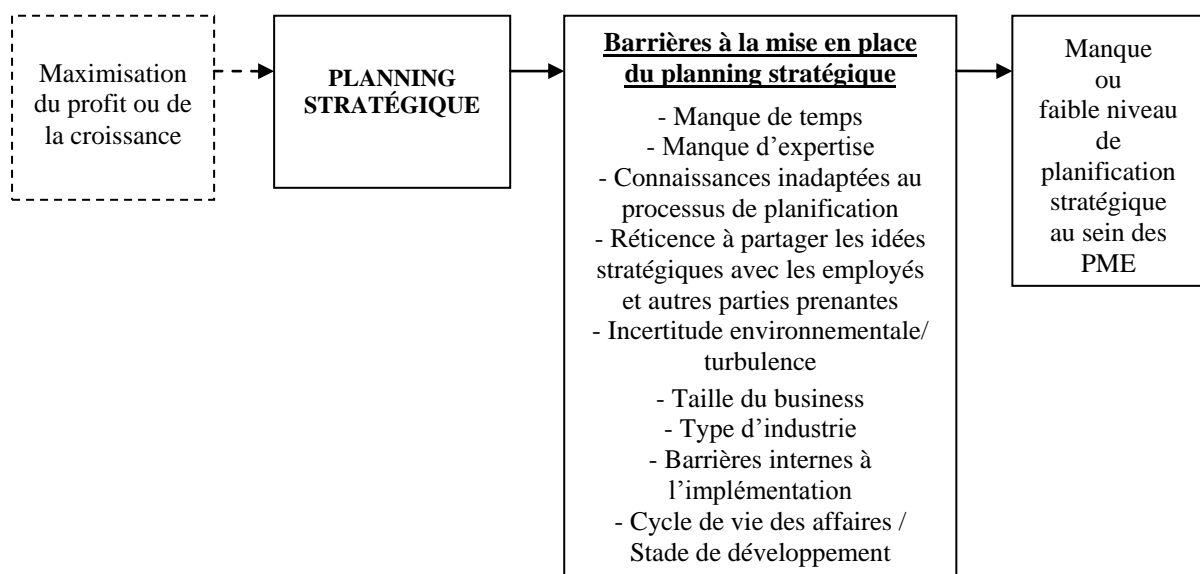 Maximisation
du profit ou de
la croissance
PLANNING
STRATÉGIQUE
Barrières à la mise en place
du planning stratégique
- Manque de temps
- Manque d’expertise
- Connaissances inadaptées au
processus de planification
- Réticence à partager les idées
stratégiques avec les employés
et autres parties prenantes
- Incertitude environnementale/
turbulence
- Taille du business
- Type d’industrie
- Barrières internes à
l’implémentation
- Cycle de vie des affaires /
Stade de développement
Manque
ou
faible niveau
de
planification
stratégique
au sein des
PME